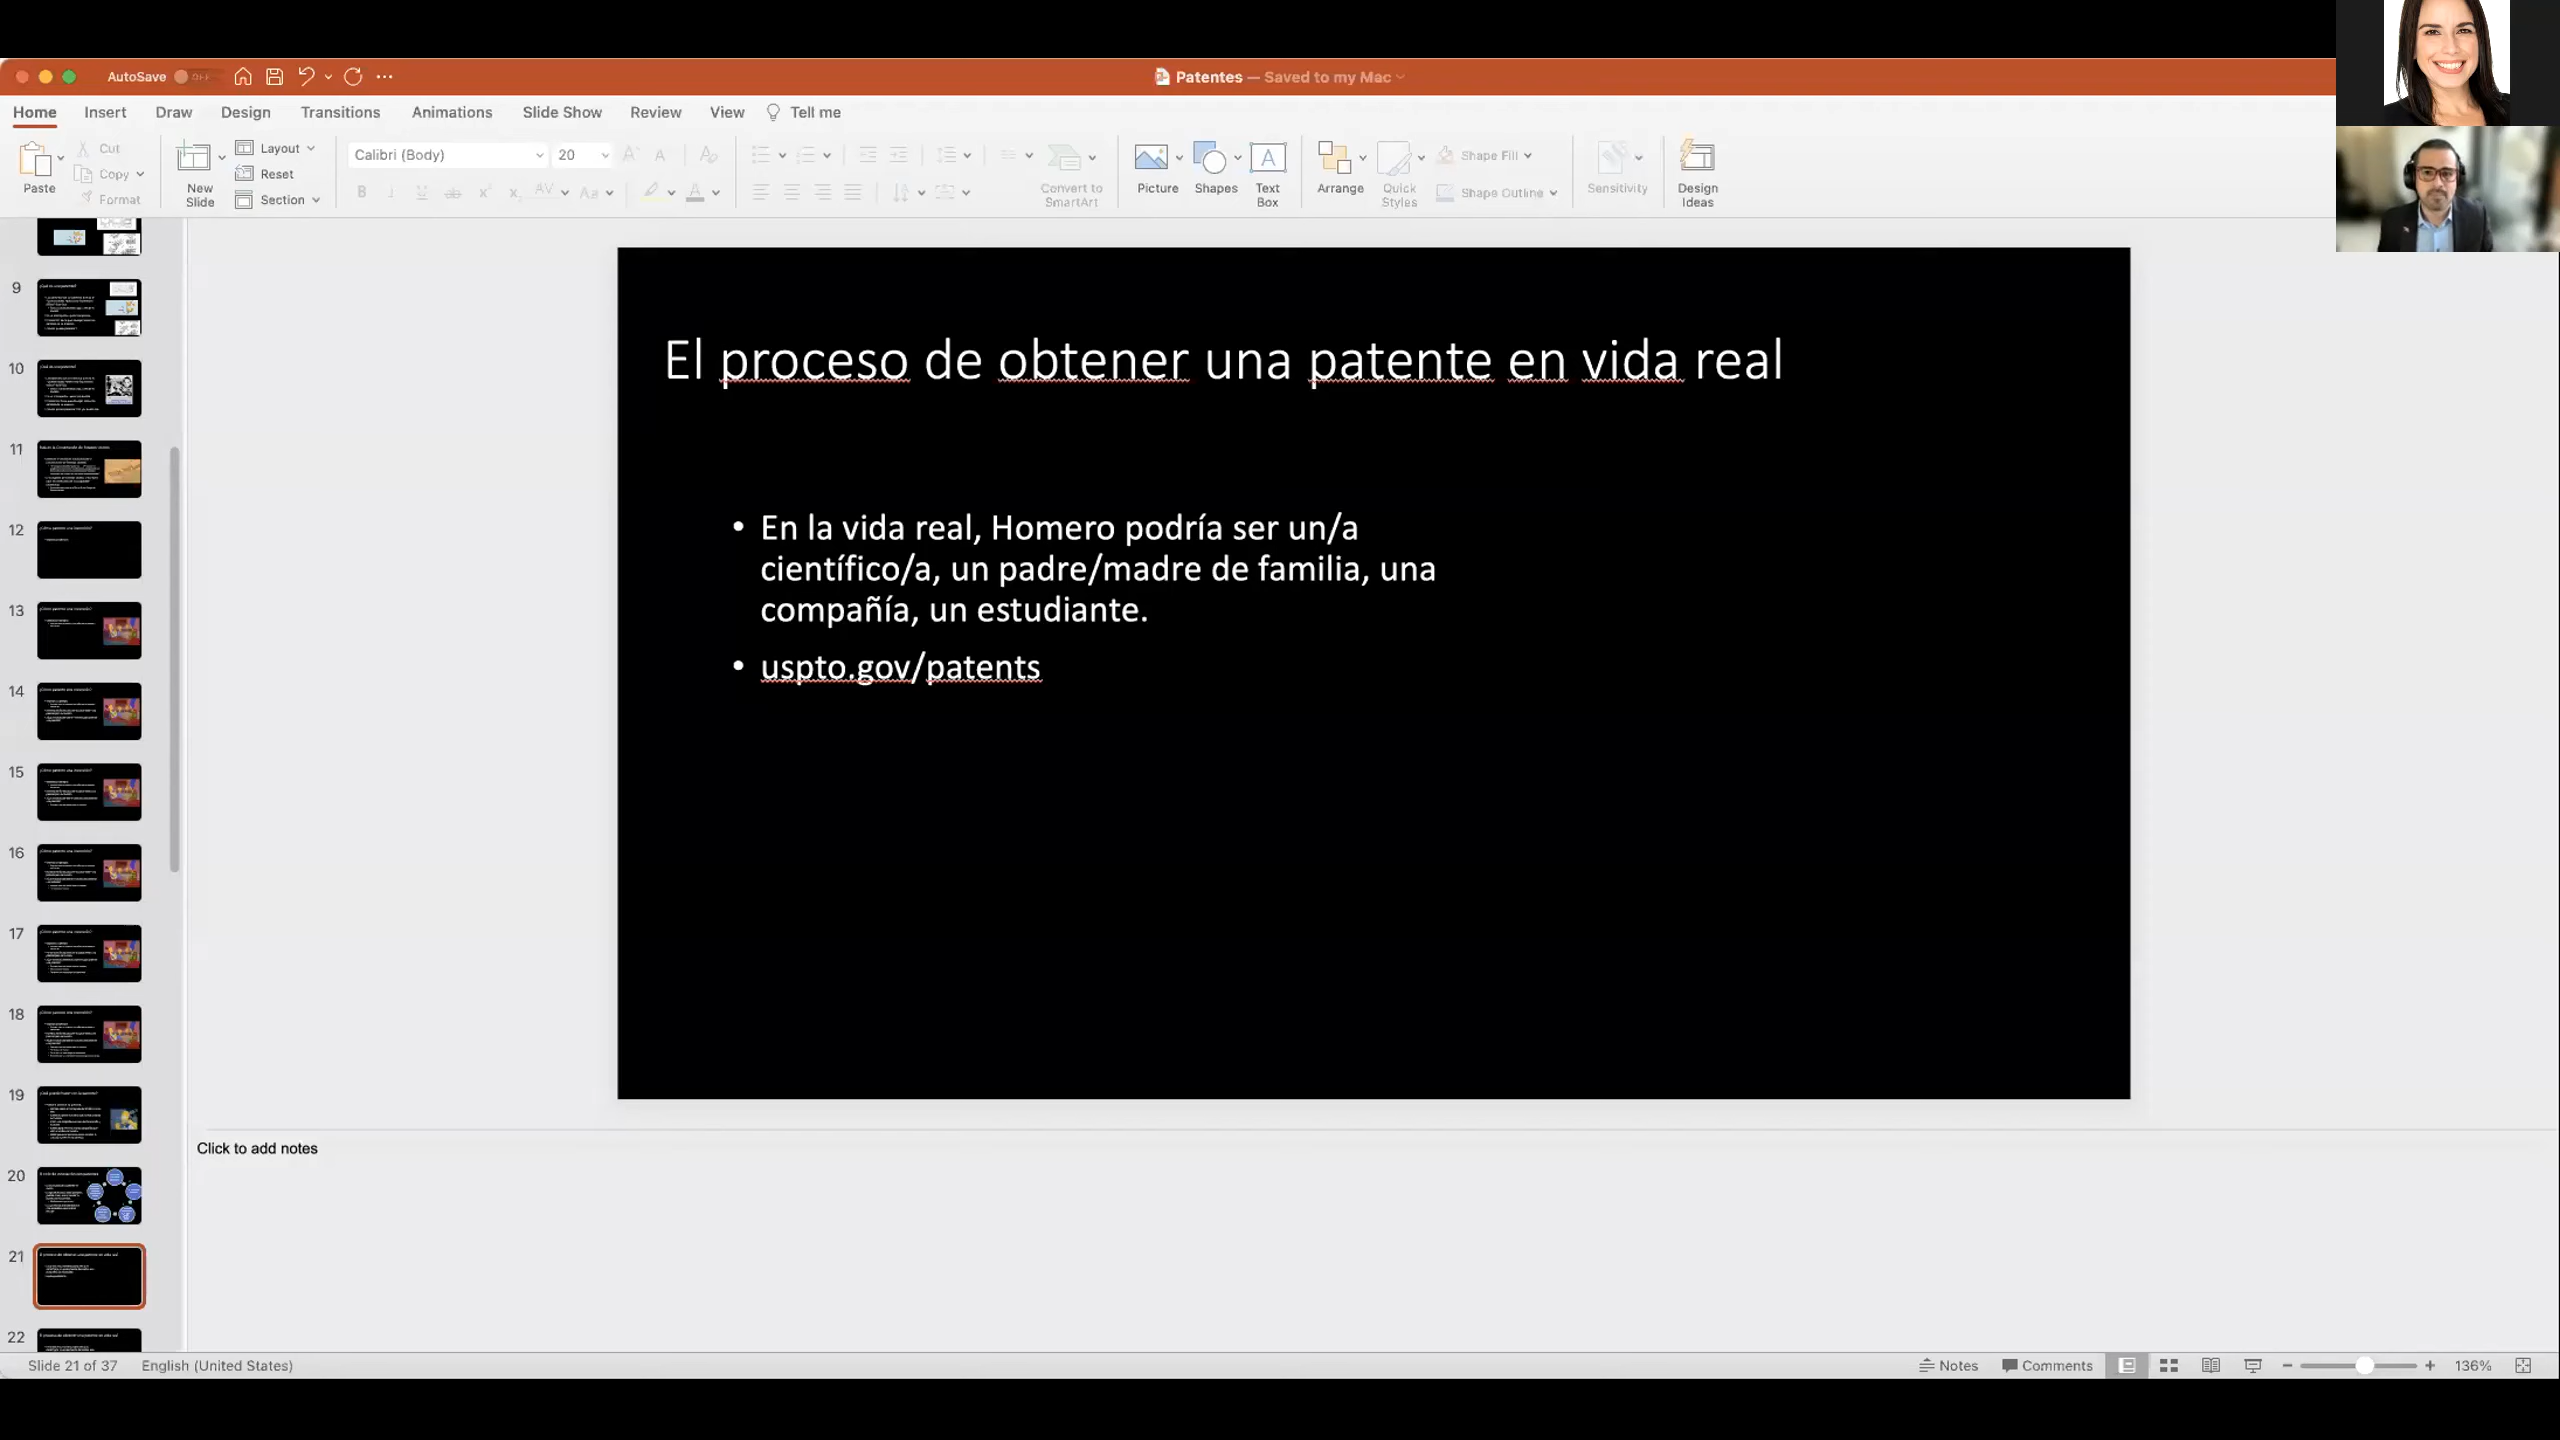 AutoSave OFF
Patentes — Saved to my Mac
Home Insert Draw Design Transitions Animations Slide Show Review View Tell me
Paste
Cut
Copy
Format
New
Slide
Layout
Reset
Section
Calibri (Body) 20
Convert to
SmartArt
Picture
Shapes
Text
Box
Arrange
Quick
Styles
Shape Fill
Shape Outline
Sensitivity
Design
Ideas
9
10
11
12
13
14
15
16
17
18
19
20
21
22
El proceso de obtener una patente en vida real
• En la vida real, Homero podría ser un/a
científico/a, un padre/madre de familia, una
compañía, un estudiante.
• uspto.gov/patents
Click to add notes
Slide 21 of 37 English (United States) Notes Comments 136%